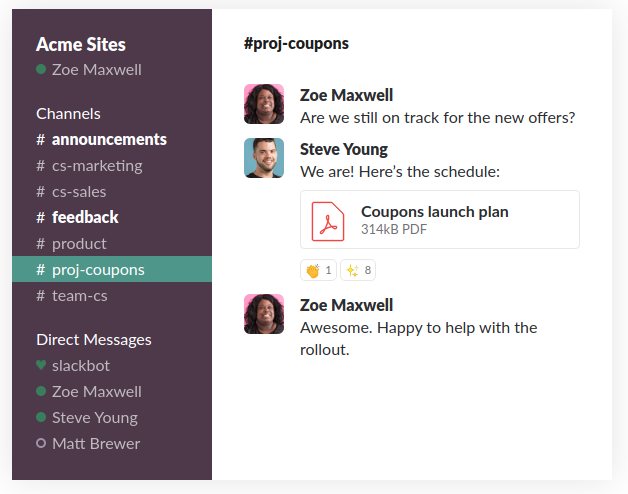 Acme Sites
Zoe Maxwell
Channels
# announcements
# cs-marketing
# cs-sales
# feedback
# product
# proj-coupons
# team-cs
Direct Messages
slackbot
Zoe Maxwell
Steve Young
Matt Brewer
#proj-coupons
Zoe Maxwell
Are we still on track for the new offers?
Steve Young
We are! Here’s the schedule:
Coupons launch plan
314kB PDF
👏 1 ✨ 8
Zoe Maxwell
Awesome. Happy to help with the
rollout.